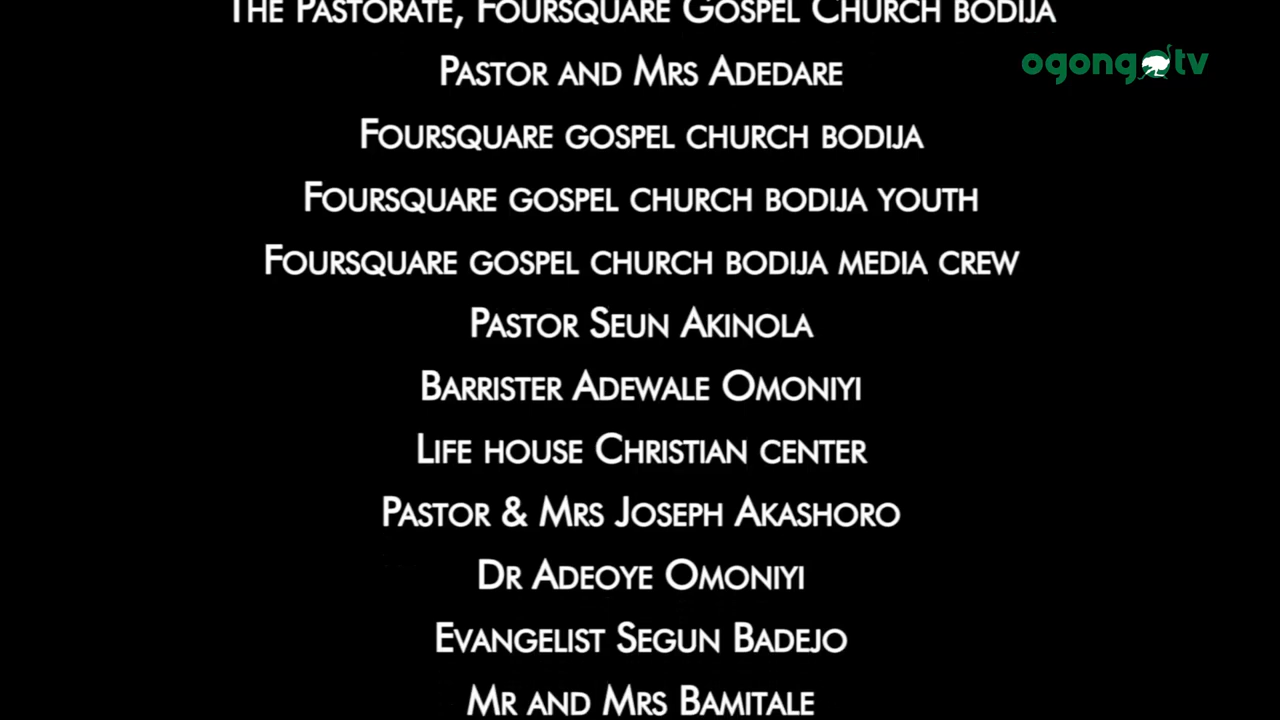 The Pastorate, Foursquare Gospel Church bodija
ogongotv
Pastor and Mrs Adedare
Foursquare gospel church bodija
Foursquare gospel church bodija youth
Foursquare gospel church bodija media crew
Pastor Seun Akinola
Barrister Adewale Omoniyi
Life house Christian center
Pastor & Mrs Joseph Akashoro
Dr Adeoye Omoniyi
Evangelist Segun Badejo
Mr and Mrs Bamitale